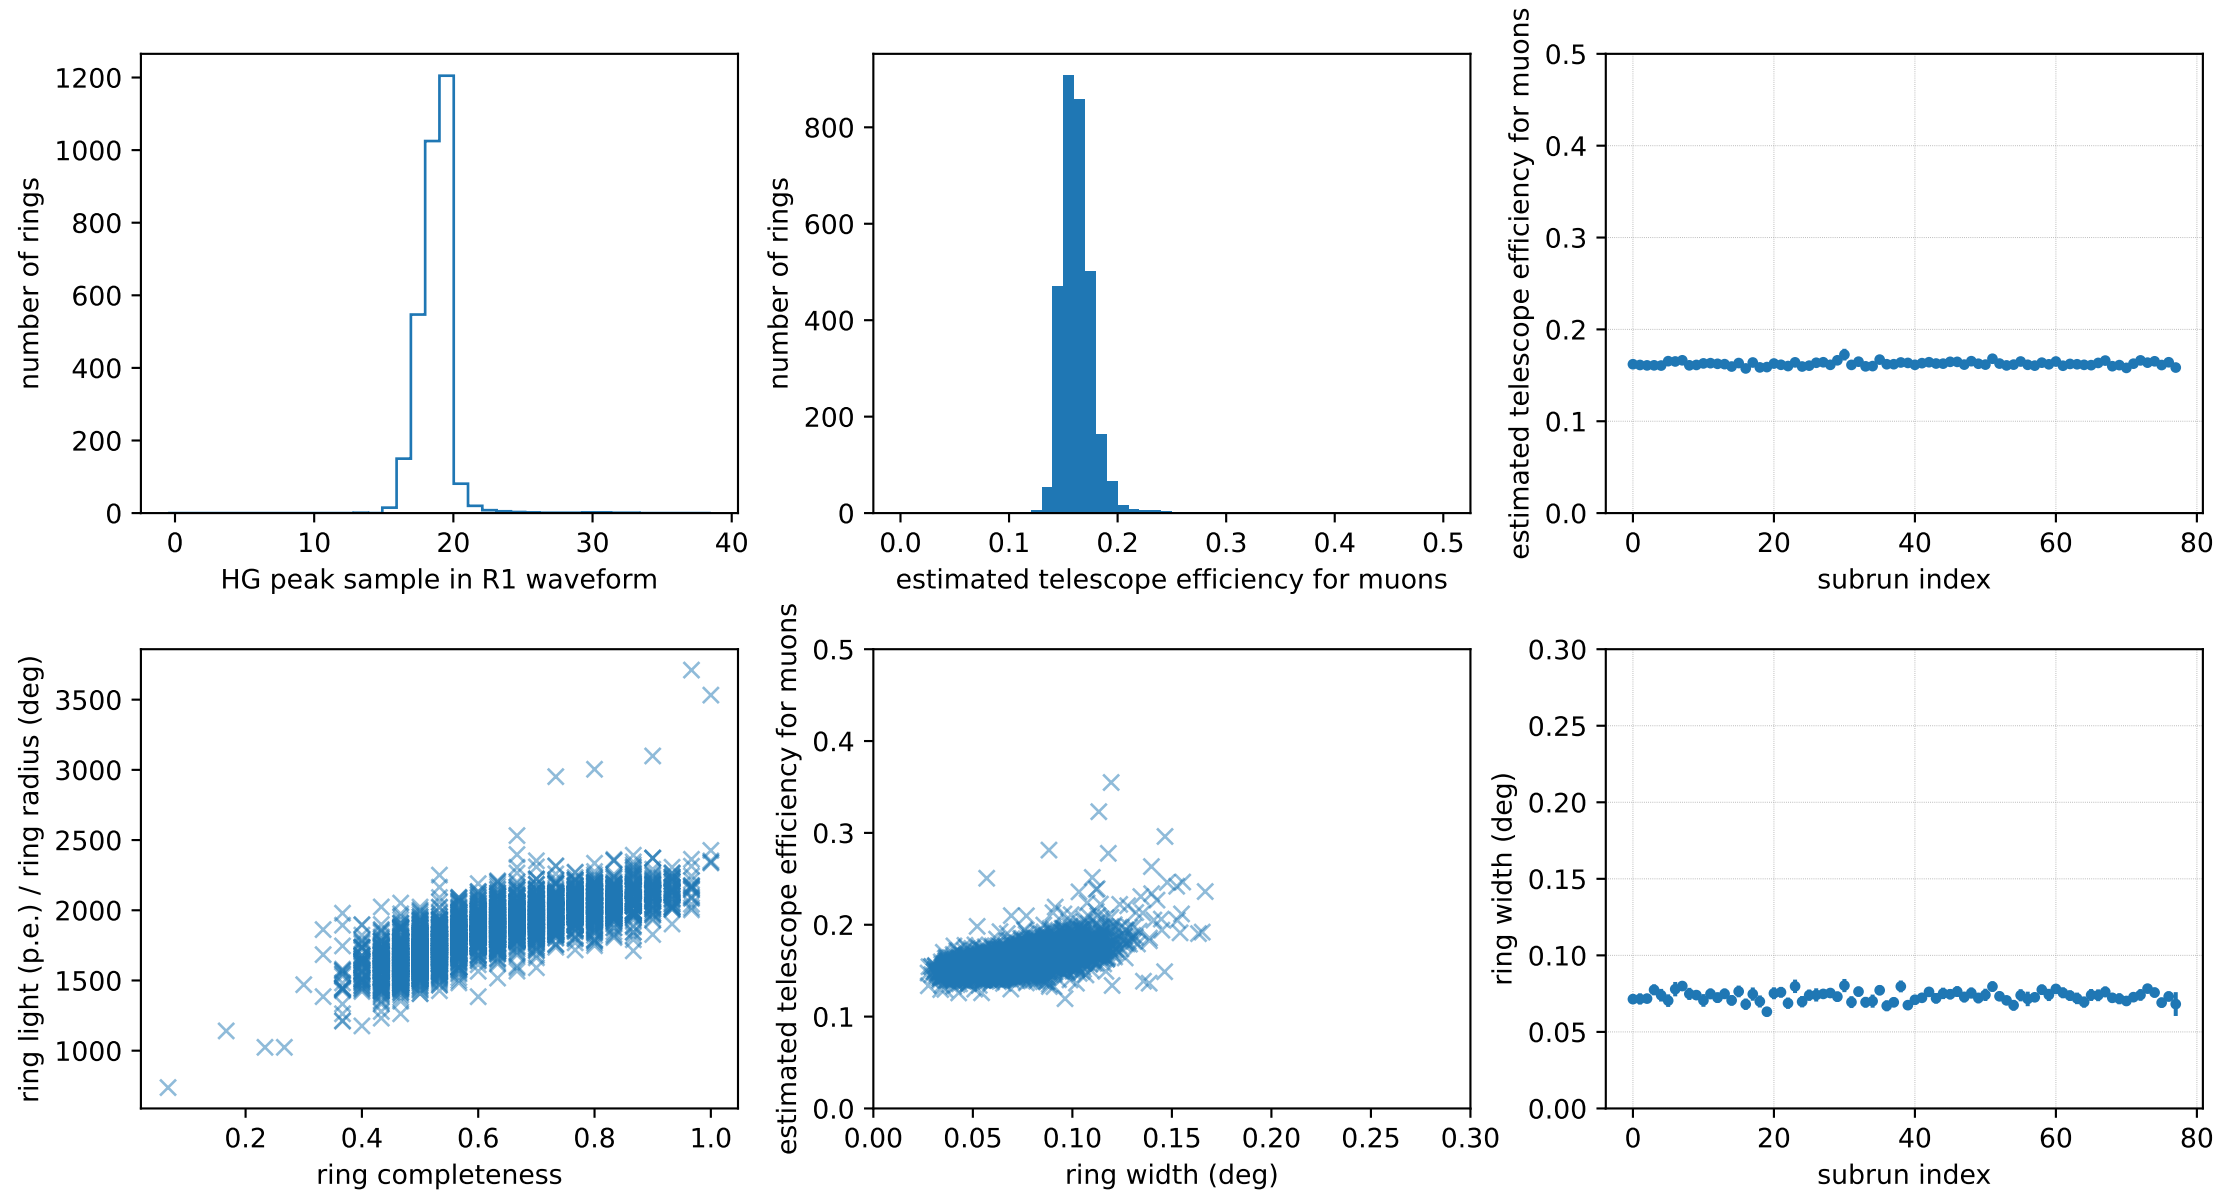 1200
1000
800
600
400
200
0
number of rings
0 10 20 30 40
HG peak sample in R1 waveform
800
600
400
200
0
number of rings
0.0 0.1 0.2 0.3 0.4 0.5
estimated telescope efficiency for muons
0.5
0.4
0.3
0.2
0.1
0.0
estimated telescope efficiency for muons
0 20 40 60 80
subrun index
3500
3000
2500
2000
1500
1000
ring light (p.e.) / ring radius (deg)
0.2 0.4 0.6 0.8 1.0
ring completeness
0.5
0.4
0.3
0.2
0.1
0.0
estimated telescope efficiency for muons
0.00 0.05 0.10 0.15 0.20 0.25 0.30
ring width (deg)
0.30
0.25
0.20
0.15
0.10
0.05
0.00
ring width (deg)
0 20 40 60 80
subrun index